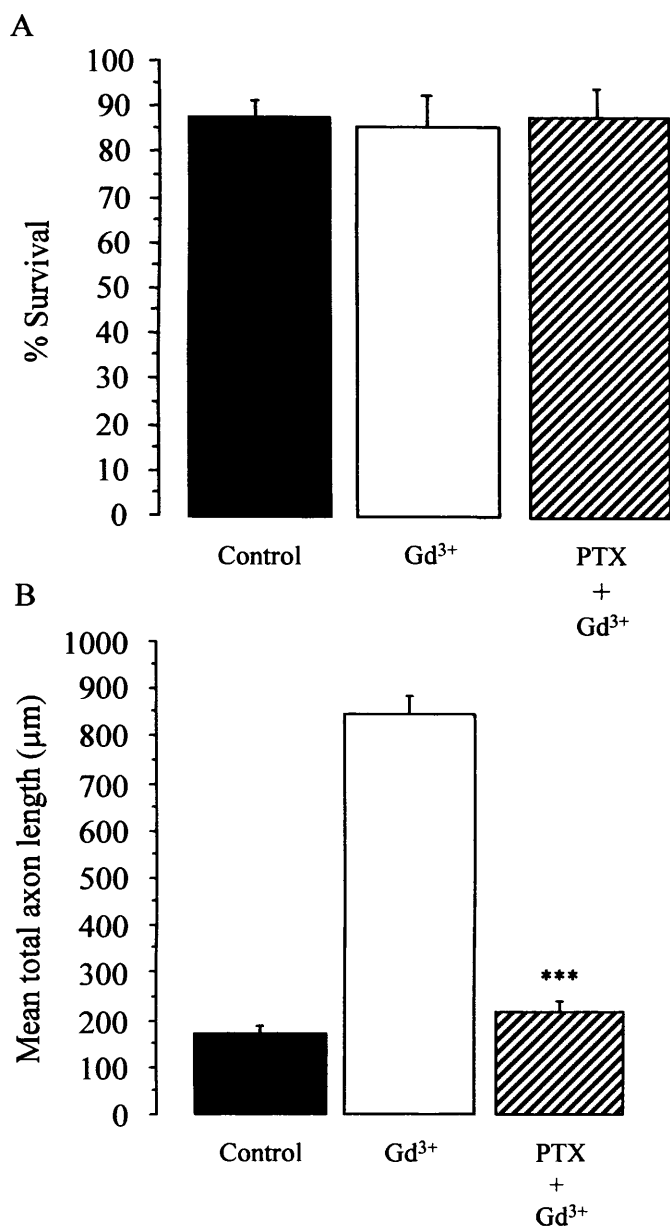 A
100
90
80
70
60
50
40
30
20
10
0
% Survival
Control
Gd³⁺
PTX
+
Gd³⁺
B
1000
900
800
700
600
500
400
300
200
100
0
Mean total axon length (µm)
***
Control
Gd³⁺
PTX
+
Gd³⁺